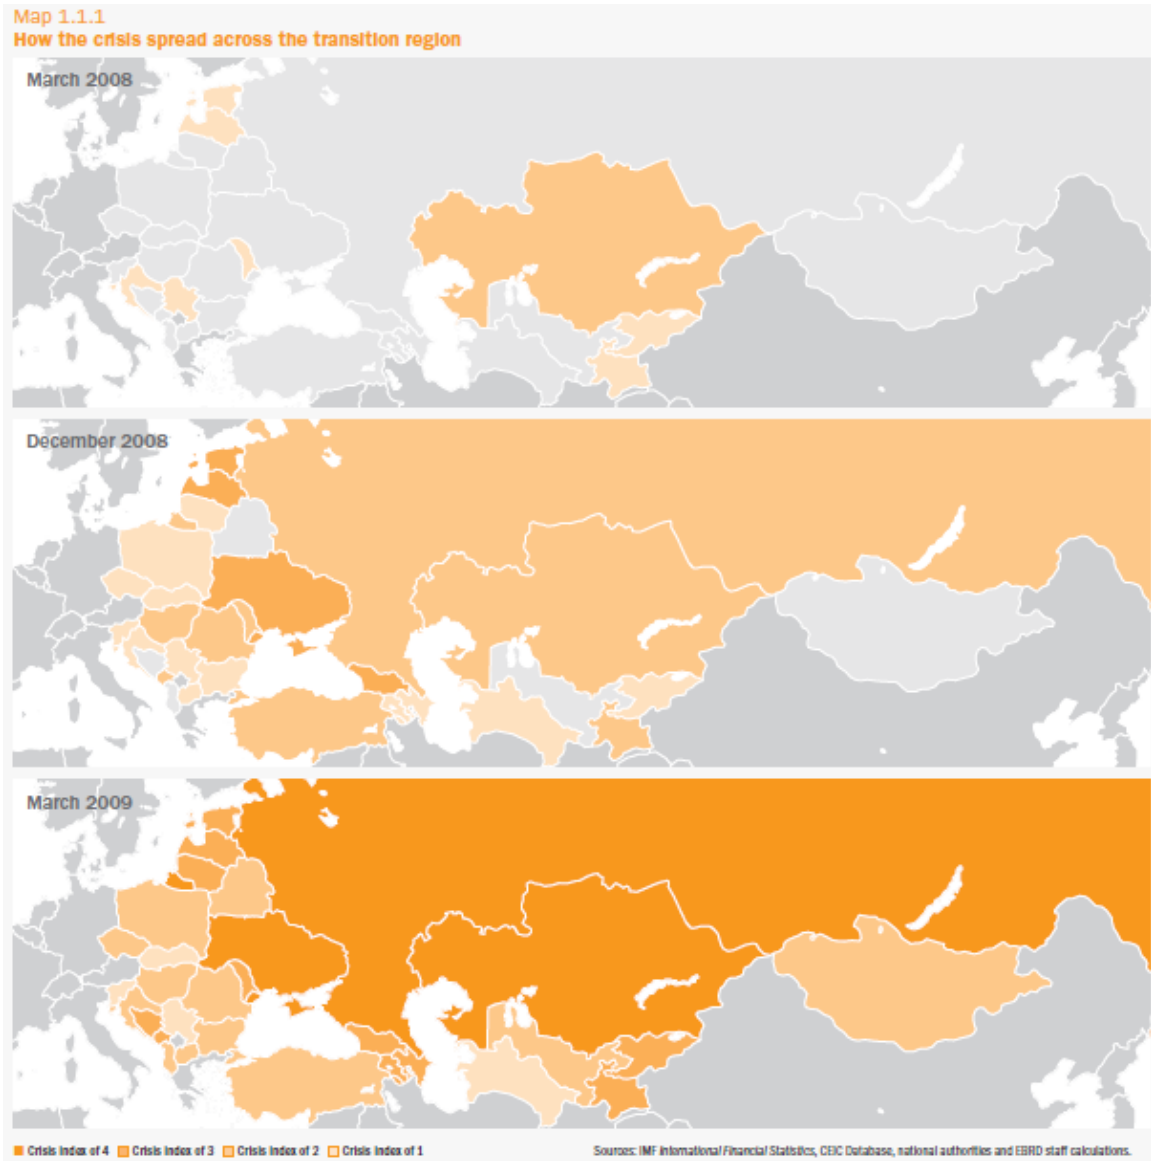 Map 1.1.1
How the crisis spread across the transition region
March 2008
December 2008
March 2009
Crisis index of 4 Crisis index of 3 Crisis index of 2 Crisis index of 1 Sources: IMF International Financial Statistics, CEIC Database, national authorities and EBRD staff calculations.